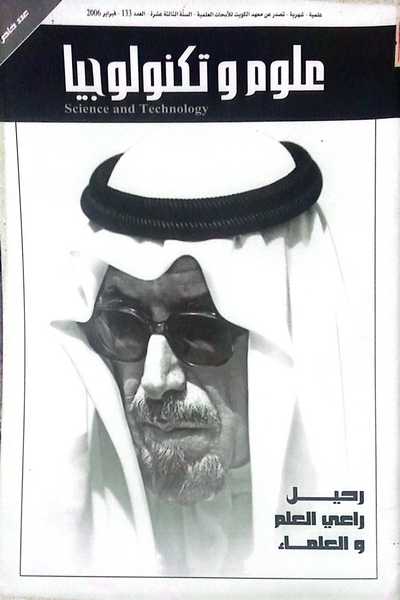 علمية - شهرية - تصدر عن معهد الكويت للأبحاث العلمية - السنة الثالثة عشرة - العدد 133 - فبراير 2006
عدد خاص
علوم وتكنولوجيا
Science and Technology
رحيل
راعي العلم
و العلماء